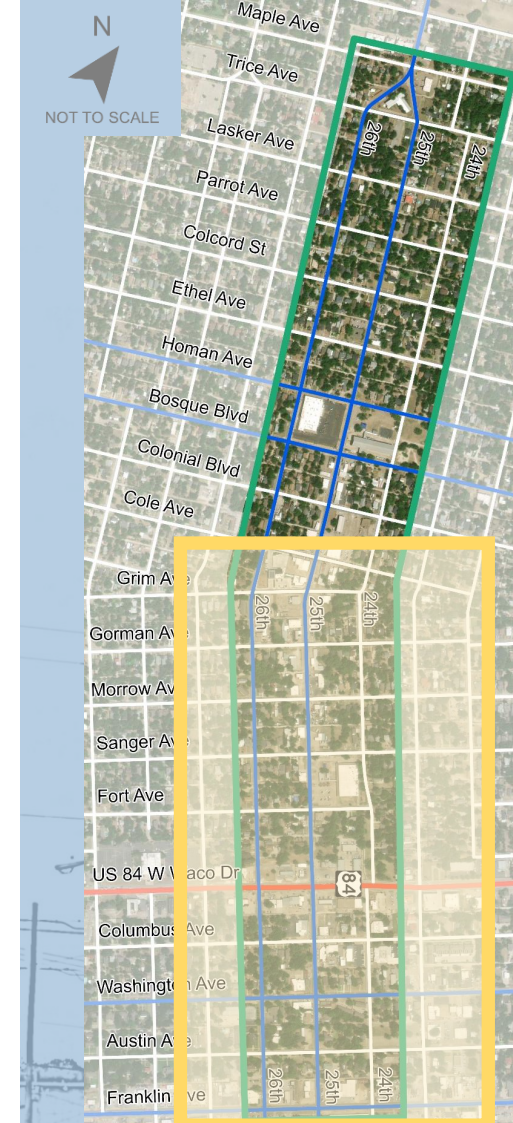 N
NOT TO SCALE
Maple Ave
Trice Ave
Lasker Ave
Parrot Ave
Colcord St
Ethel Ave
Homan Ave
Bosque Blvd
Colonial Blvd
Cole Ave
26th
25th
24th
Grim Ave
26th
25th
24th
Gorman Ave
Morrow Ave
Sanger Ave
Fort Ave
US 84 W Waco Dr
84
Columbus Ave
Washington Ave
Austin Ave
26th
25th
24th
Franklin Ave